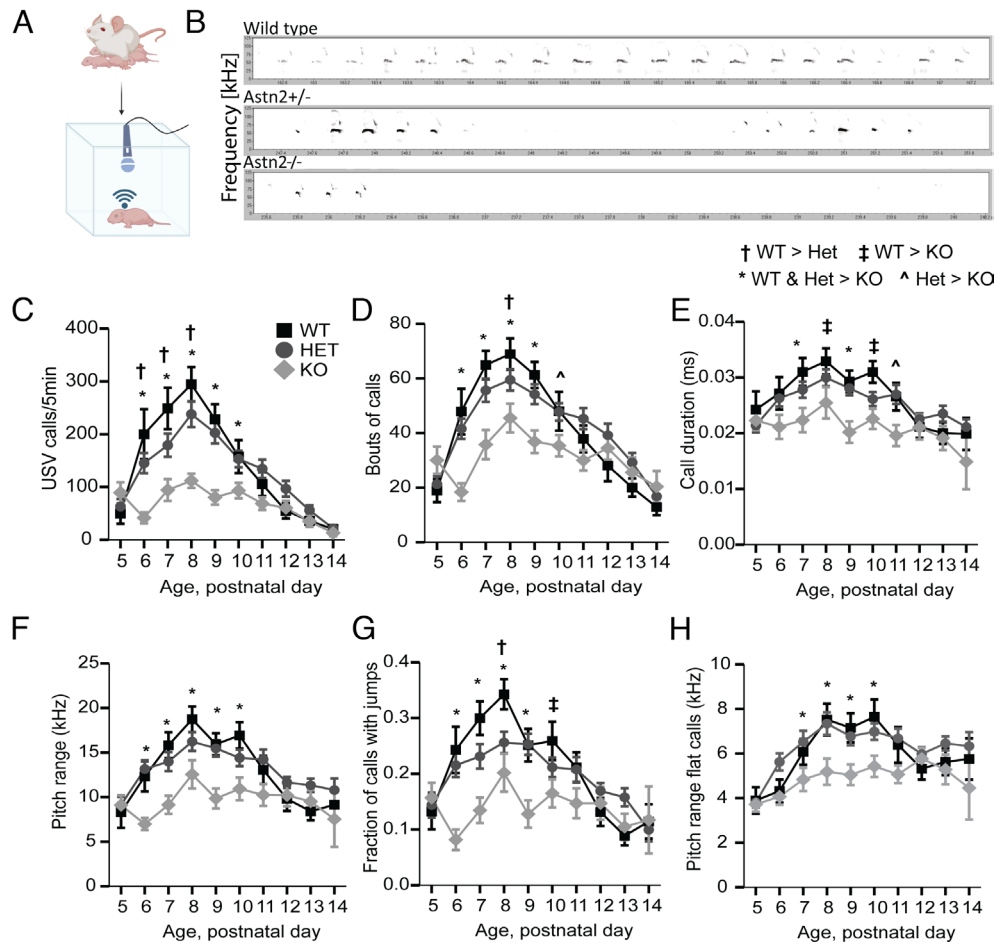 A
B
Wild type
Astn2+/-
Astn2-/-
Frequency [kHz]
† WT > Het ‡ WT > KO
* WT & Het > KO ^ Het > KO
C
USV calls/5min
400
300
200
100
0
† † †
* * * * *
WT
HET
KO
5 6 7 8 9 10 11 12 13 14
Age, postnatal day
D
Bouts of calls
80
60
40
20
0
†
* * * * ^
5 6 7 8 9 10 11 12 13 14
Age, postnatal day
E
Call duration (ms)
0.04
0.03
0.02
0.01
0.00
* ‡ * ‡ ^
5 6 7 8 9 10 11 12 13 14
Age, postnatal day
F
Pitch range (kHz)
25
20
15
10
5
0
* * * * *
5 6 7 8 9 10 11 12 13 14
Age, postnatal day
G
Fraction of calls with jumps
0.4
0.3
0.2
0.1
0.0
†
* * * * ‡
5 6 7 8 9 10 11 12 13 14
Age, postnatal day
H
Pitch range flat calls (kHz)
10
8
6
4
2
0
* * * *
5 6 7 8 9 10 11 12 13 14
Age, postnatal day